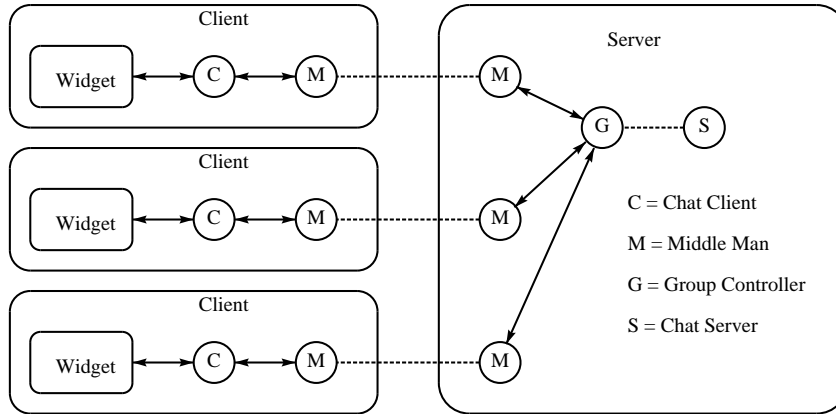 Client
Widget
C
M
Client
Widget
C
M
Client
Widget
C
M
Server
M
G
S
M
M
C = Chat Client
M = Middle Man
G = Group Controller
S = Chat Server